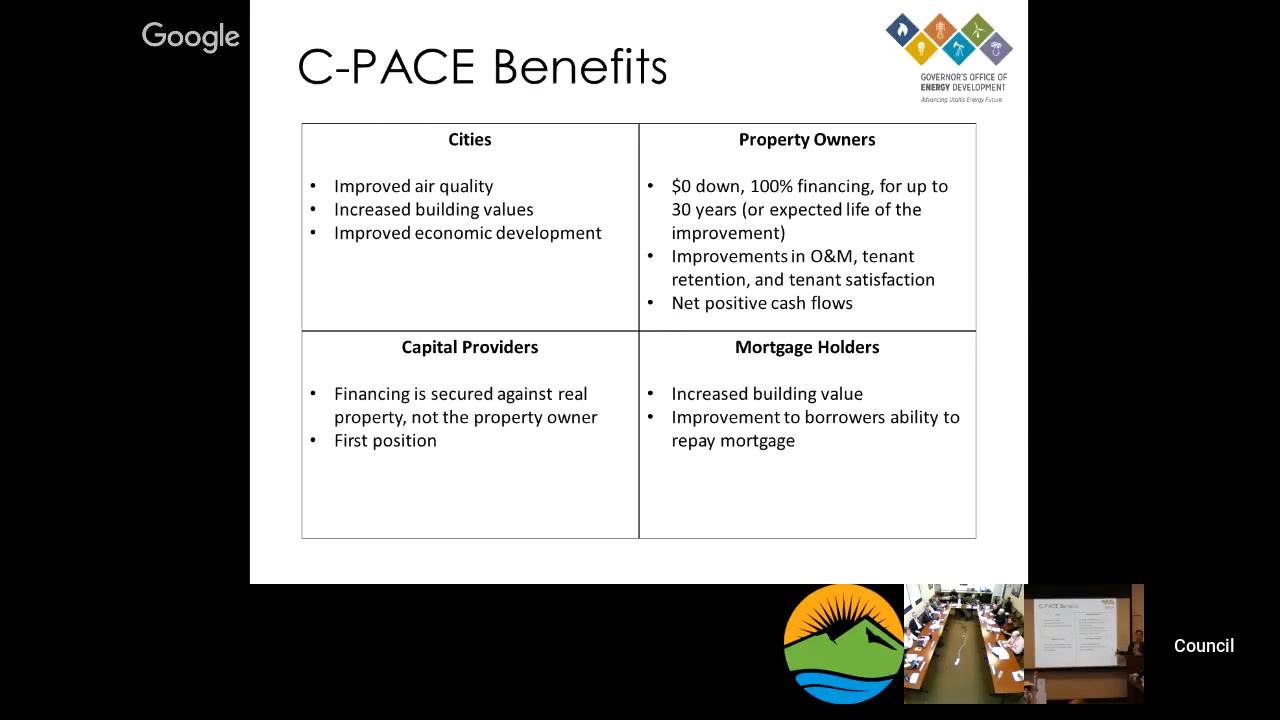 Google
C-PACE Benefits
GOVERNOR'S OFFICE OF
ENERGY DEVELOPMENT
Advancing Utah's Energy Future
Cities
• Improved air quality
• Increased building values
• Improved economic development
Property Owners
• $0 down, 100% financing, for up to
30 years (or expected life of the
improvement)
• Improvements in O&M, tenant
retention, and tenant satisfaction
• Net positive cash flows
Capital Providers
• Financing is secured against real
property, not the property owner
• First position
Mortgage Holders
• Increased building value
• Improvement to borrowers ability to
repay mortgage
C-PACE Benefits
Council